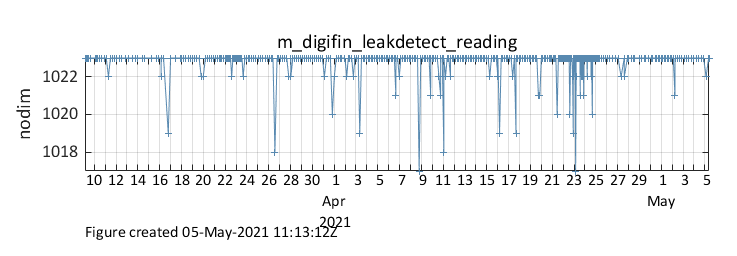 m_digifin_leakdetect_reading
nodim
1022
1020
1018
10 12 14 16 18 20 22 24 26 28 30 1 3 5 7 9 11 13 15 17 19 21 23 25 27 29 1 3 5
Apr May
2021
Figure created 05-May-2021 11:13:12Z